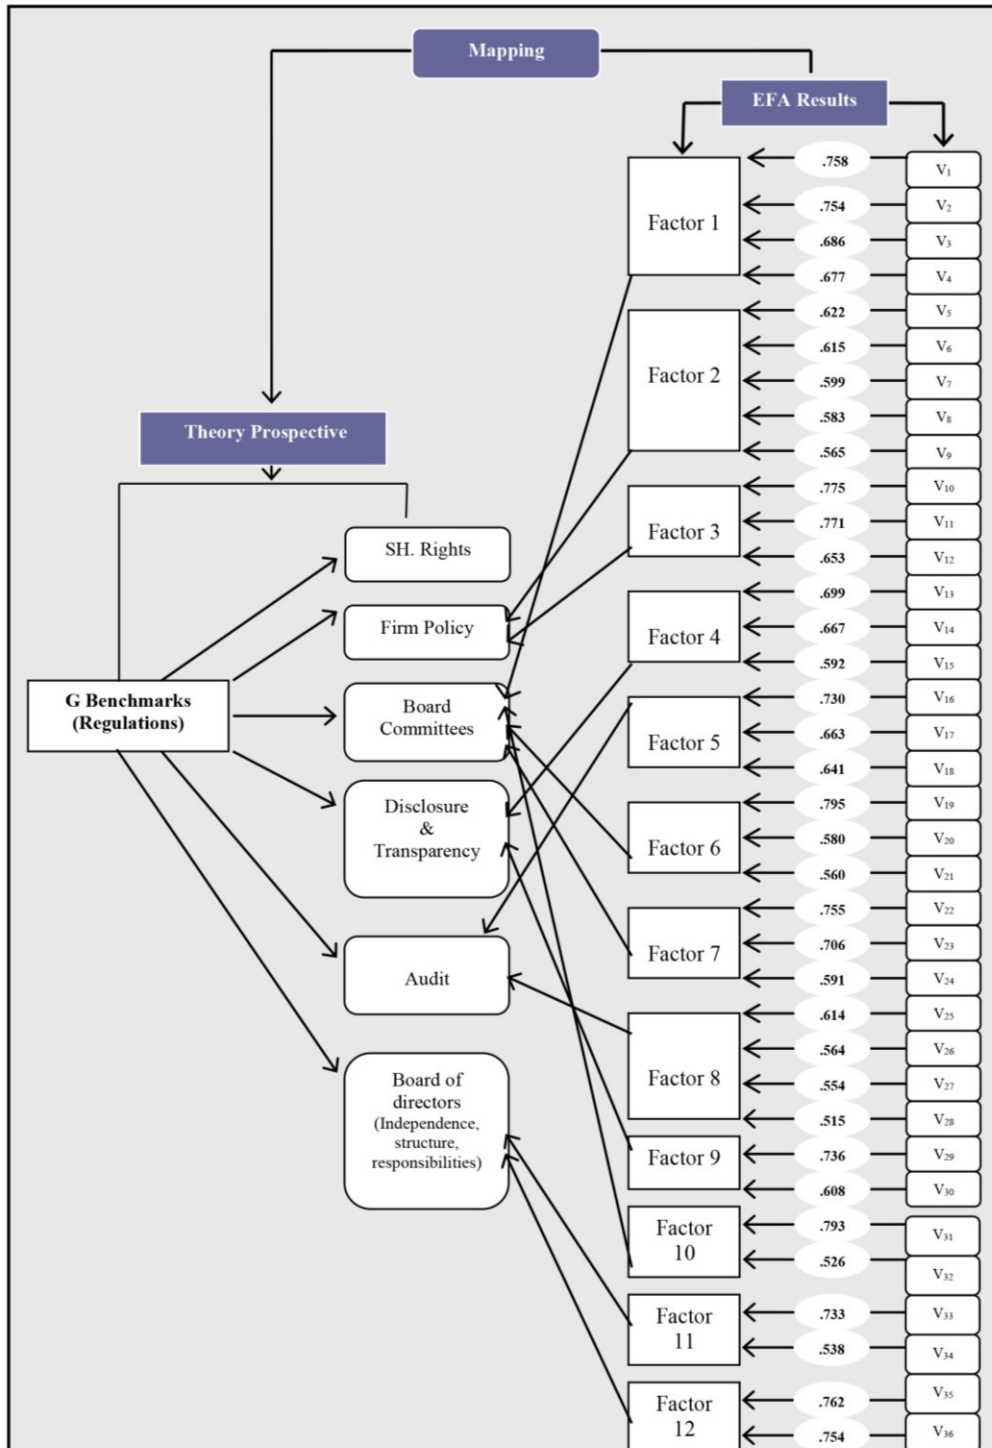 Mapping
EFA Results
Theory Prospective
G Benchmarks
(Regulations)
SH. Rights
Firm Policy
Board
Committees
Disclosure
&
Transparency
Audit
Board of
directors
(Independence,
structure,
responsibilities)
Factor 1
Factor 2
Factor 3
Factor 4
Factor 5
Factor 6
Factor 7
Factor 8
Factor 9
Factor
10
Factor
11
Factor
12
.758
.754
.686
.677
.622
.615
.599
.583
.565
.775
.771
.653
.699
.667
.592
.730
.663
.641
.795
.580
.560
.755
.706
.591
.614
.564
.554
.515
.736
.608
.793
.526
.733
.538
.762
.754
V₁
V₂
V₃
V₄
V₅
V₆
V₇
V₈
V₉
V₁₀
V₁₁
V₁₂
V₁₃
V₁₄
V₁₅
V₁₆
V₁₇
V₁₈
V₁₉
V₂₀
V₂₁
V₂₂
V₂₃
V₂₄
V₂₅
V₂₆
V₂₇
V₂₈
V₂₉
V₃₀
V₃₁
V₃₂
V₃₃
V₃₄
V₃₅
V₃₆